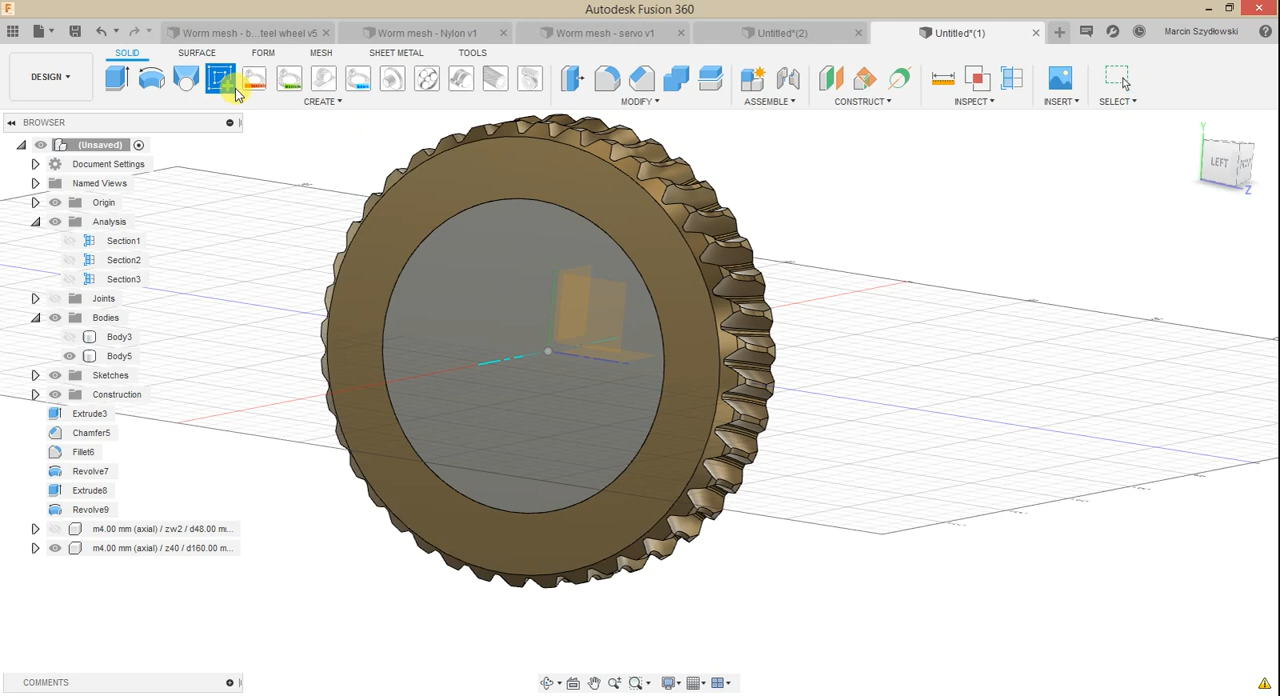 Autodesk Fusion 360
Worm mesh - b...teel wheel v5
Worm mesh - Nylon v1
Worm mesh - servo v1
Untitled*(2)
Untitled*(1)
Marcin Szydłowski
SOLID
SURFACE
FORM
MESH
SHEET METAL
TOOLS
DESIGN
CREATE
MODIFY
ASSEMBLE
CONSTRUCT
INSPECT
INSERT
SELECT
BROWSER
(Unsaved)
Document Settings
Named Views
Origin
Analysis
Section1
Section2
Section3
Joints
Bodies
Body3
Body5
Sketches
Construction
Extrude3
Chamfer5
Fillet6
Revolve7
Extrude8
Revolve9
m4.00 mm (axial) / zw2 / d48.00 m...
m4.00 mm (axial) / z40 / d160.00 m...
Y
LEFT
Z
COMMENTS